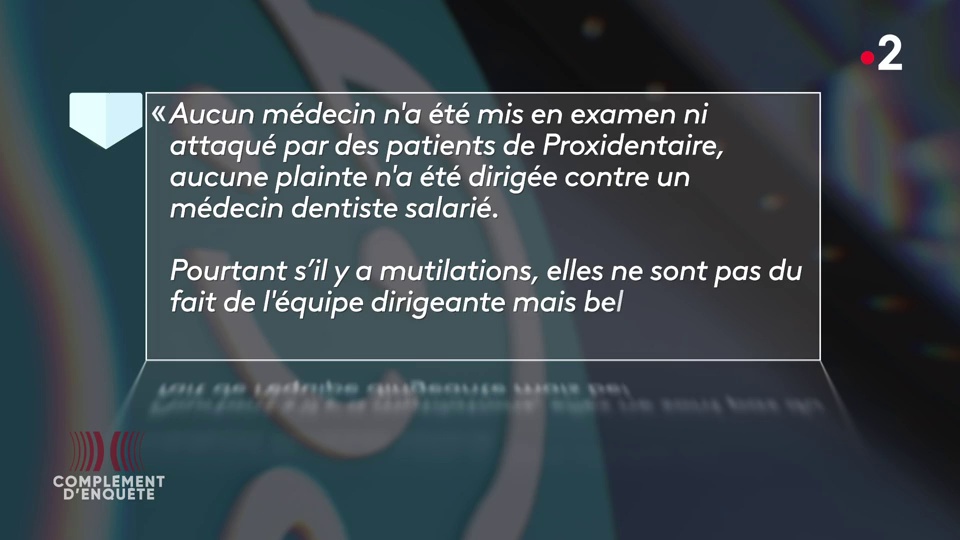 2
« Aucun médecin n'a été mis en examen ni
attaqué par des patients de Proxidentaire,
aucune plainte n'a été dirigée contre un
médecin dentiste salarié.
Pourtant s’il y a mutilations, elles ne sont pas du
fait de l'équipe dirigeante mais bel
COMPLÉMENT
D'ENQUÊTE